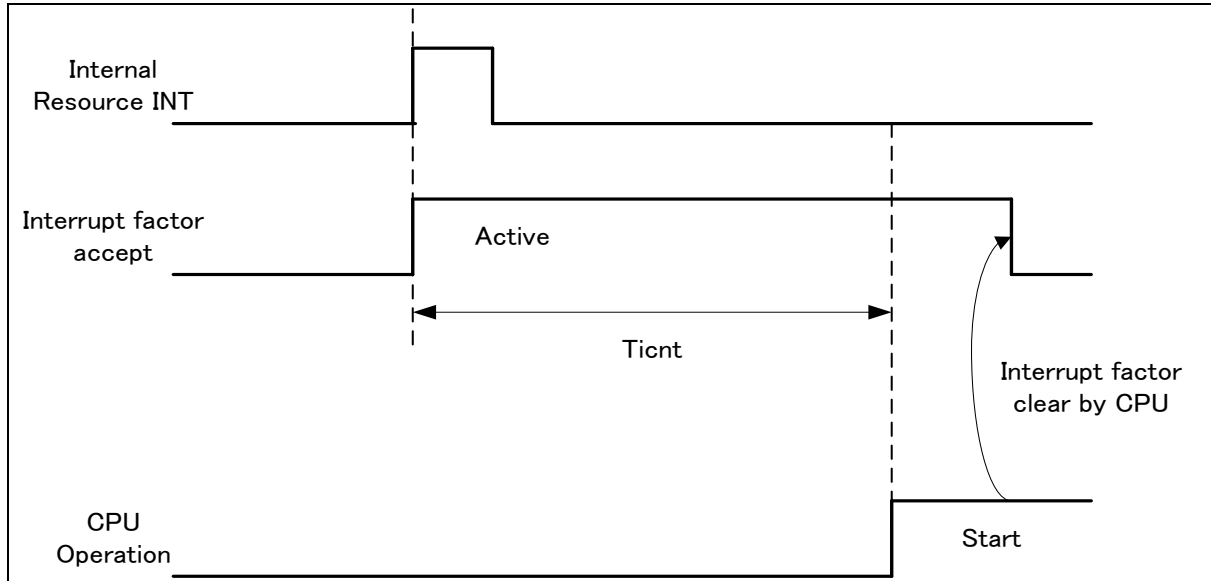 Internal
Resource INT
Interrupt factor
accept
Active
Ticnt
Interrupt factor
clear by CPU
CPU
Operation
Start